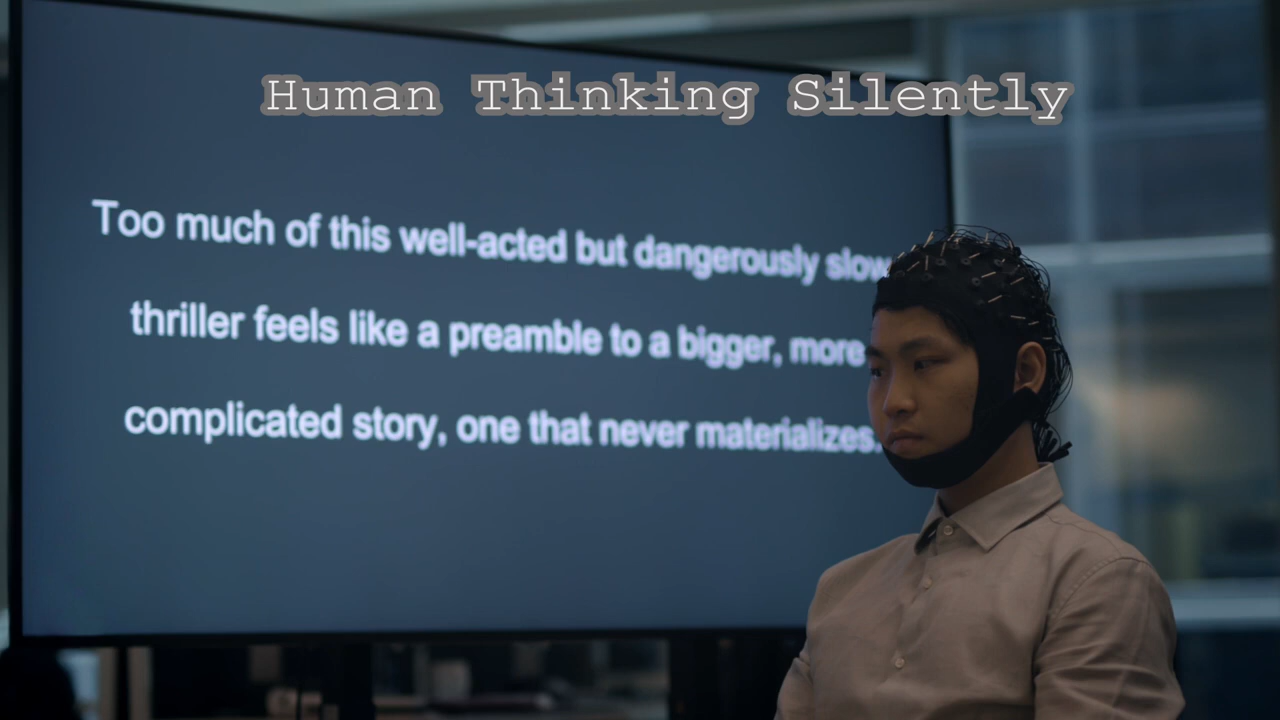 Human Thinking Silently
Too much of this well-acted but dangerously slow
thriller feels like a preamble to a bigger, more
complicated story, one that never materializes.